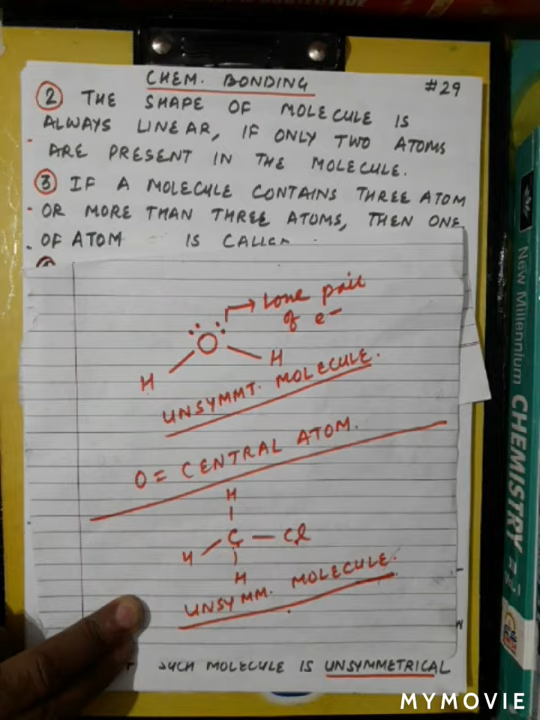 CHEM. BONDING
#29
② THE SHAPE OF MOLECULE IS
ALWAYS LINEAR, IF ONLY TWO ATOMS
ARE PRESENT IN THE MOLECULE.
③ IF A MOLECULE CONTAINS THREE ATOM
OR MORE THAN THREE ATOMS, THEN ONE
OF ATOM IS CALLED
Lone pair
of e-
O
H H
UNSYMMT. MOLECULE.
O = CENTRAL ATOM.
H
H C Cl
H
UNSYMM. MOLECULE.
SUCH MOLECULE IS UNSYMMETRICAL
New Millennium CHEMISTRY
MYMOVIE